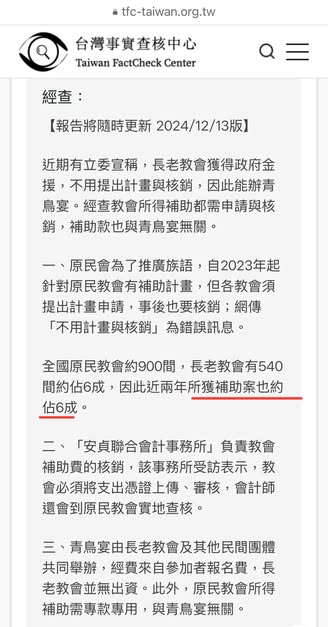 tfc-taiwan.org.tw
台灣事實查核中心
Taiwan FactCheck Center
經查：
【報告將隨時更新 2024/12/13版】
近期有立委宣稱，長老教會獲得政府金
援，不用提出計畫與核銷，因此能辦青
鳥宴。經查教會所得補助都需申請與核
銷，補助款也與青鳥宴無關。
一、原民會為了推廣族語，自2023年起
針對原民教會有補助計畫，但各教會須
提出計畫申請，事後也要核銷；網傳
「不用計畫與核銷」為錯誤訊息。
全國原民教會約900間，長老教會有540
間約佔6成，因此近兩年所獲補助案也約
佔6成。
二、「安貞聯合會計事務所」負責教會
補助費的核銷，該事務所受訪表示，教
會必須將支出憑證上傳、審核，會計師
還會到原民教會實地查核。
三、青鳥宴由長老教會及其他民間團體
共同舉辦，經費來自參加者報名費，長
老教會並無出資。此外，原民教會所得
補助需專款專用，與青鳥宴無關。